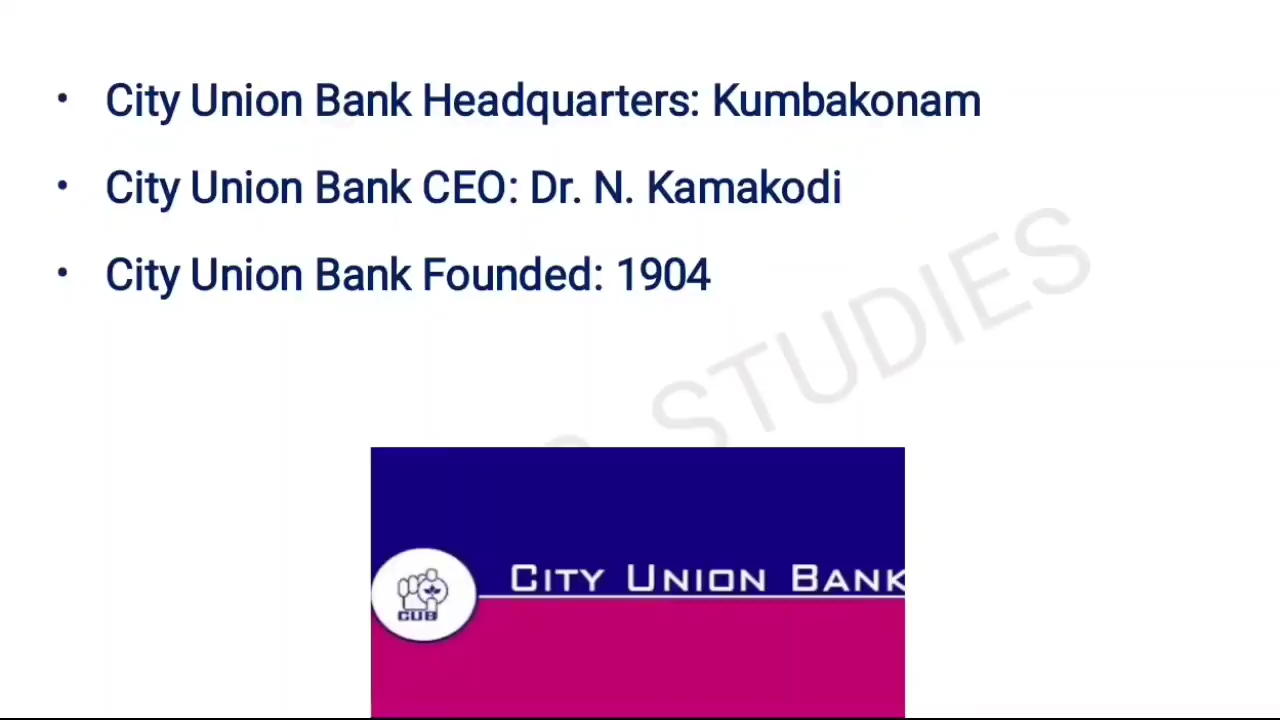 • City Union Bank Headquarters: Kumbakonam
• City Union Bank CEO: Dr. N. Kamakodi
• City Union Bank Founded: 1904
STUDIES
CITY UNION BANK
CUB